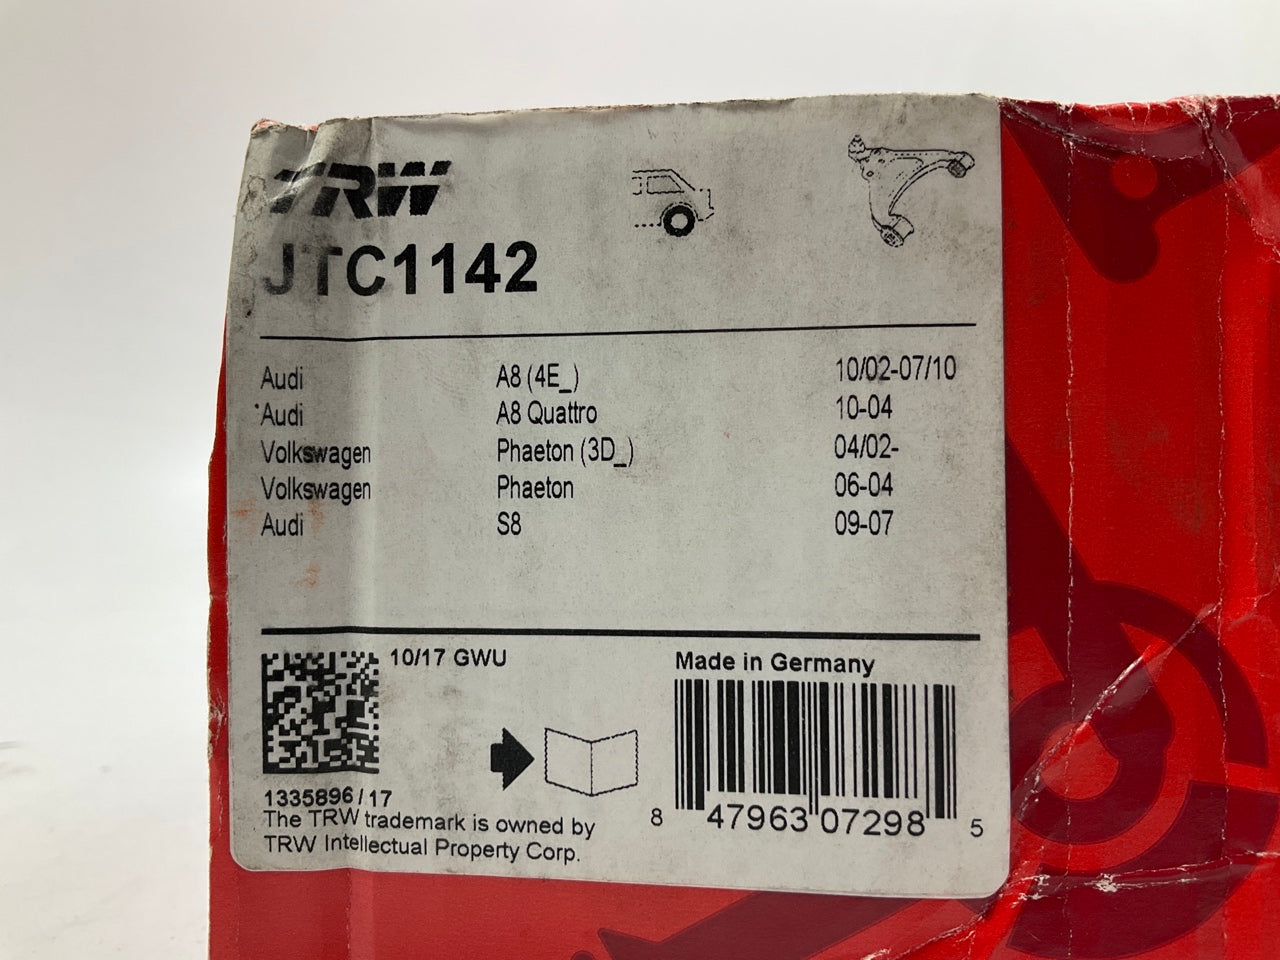 TRW
JTC1142
Audi A8 (4E_) 10/02-07/10
Audi A8 Quattro 10-04
Volkswagen Phaeton (3D_) 04/02-
Volkswagen Phaeton 06-04
Audi S8 09-07
10/17 GWU
Made in Germany
1335896/17
The TRW trademark is owned by
TRW Intellectual Property Corp.
8 47963 07298 5